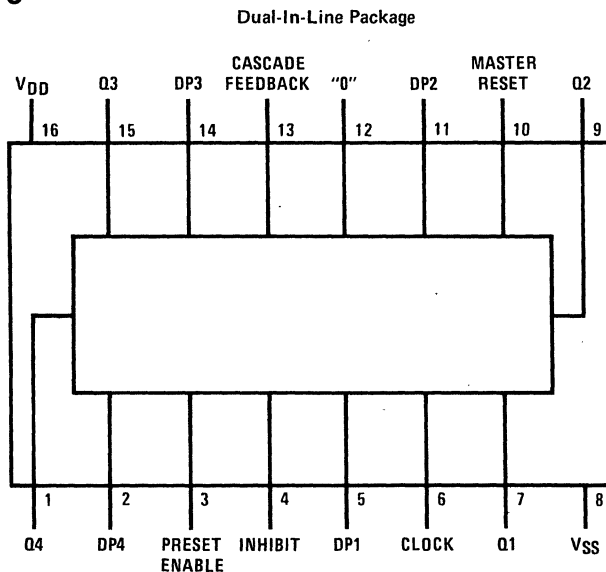 Dual-In-Line Package
CASCADE MASTER
VDD Q3 DP3 FEEDBACK "0" DP2 RESET Q2
16 15 14 13 12 11 10 9
1 2 3 4 5 6 7 8
Q4 DP4 PRESET INHIBIT DP1 CLOCK Q1 VSS
ENABLE